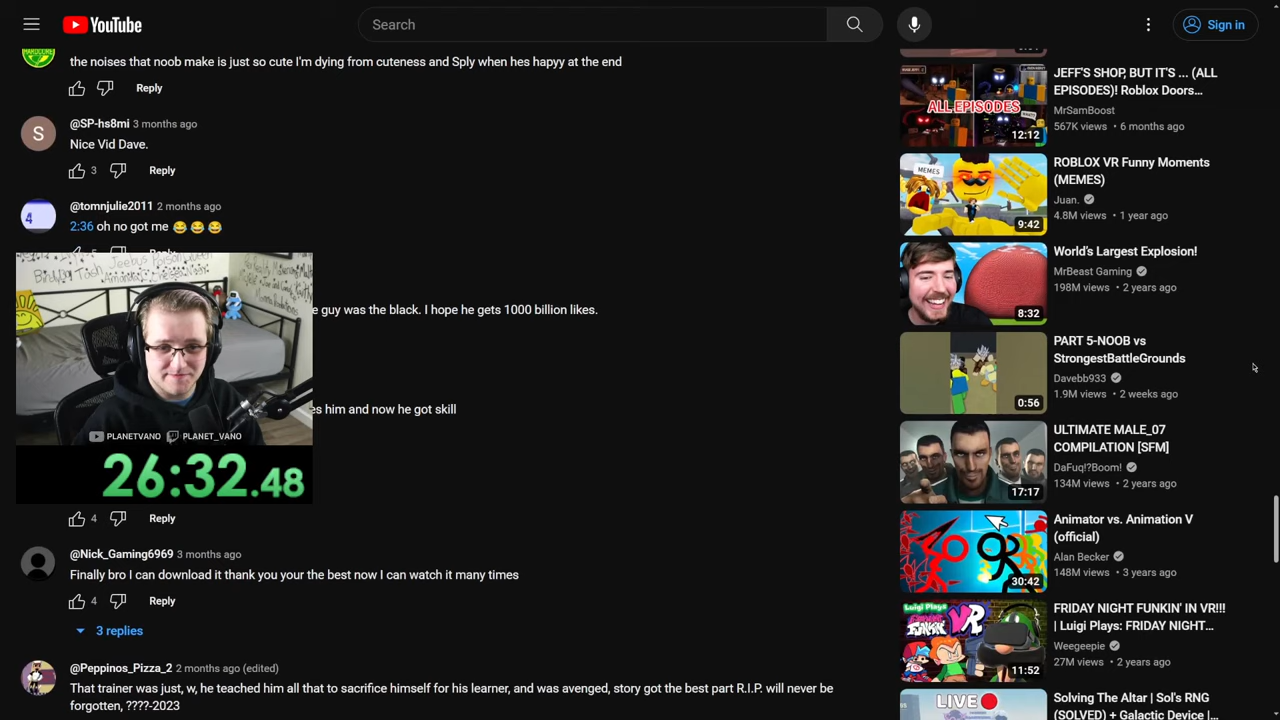 YouTube
Search
Sign in
the noises that noob make is just so cute I'm dying from cuteness and Sply when hes hapyy at the end
Reply
S
@SP-hs8mi 3 months ago
Nice Vid Dave.
3 Reply
4
@tomnjulie2011 2 months ago
2:36 oh no got me 😂😂😂
e guy was the black. I hope he gets 1000 billion likes.
es him and now he got skill
PLANETVANO PLANET_VANO
26:32.48
4 Reply
@Nick_Gaming6969 3 months ago
Finally bro I can download it thank you your the best now I can watch it many times
4 Reply
3 replies
@Peppinos_Pizza_2 2 months ago (edited)
That trainer was just, w, he teached him all that to sacrifice himself for his learner, and was avenged, story got the best part R.I.P. will never be
forgotten, ????-2023
ALL EPISODES
12:12
JEFF'S SHOP, BUT IT'S ... (ALL
EPISODES)! Roblox Doors...
MrSamBoost
567K views • 6 months ago
MEMES
9:42
ROBLOX VR Funny Moments
(MEMES)
Juan.
4.8M views • 1 year ago
8:32
World's Largest Explosion!
MrBeast Gaming
198M views • 2 years ago
0:56
PART 5-NOOB vs
StrongestBattleGrounds
Davebb933
1.9M views • 2 weeks ago
17:17
ULTIMATE MALE_07
COMPILATION [SFM]
DaFuq!?Boom!
134M views • 2 years ago
30:42
Animator vs. Animation V
(official)
Alan Becker
148M views • 3 years ago
Luigi Plays
VR
11:52
FRIDAY NIGHT FUNKIN' IN VR!!!
| Luigi Plays: FRIDAY NIGHT...
Weegeepie
27M views • 2 years ago
LIVE
Solving The Altar | Sol's RNG
(SOLVED) + Galactic Device | ...